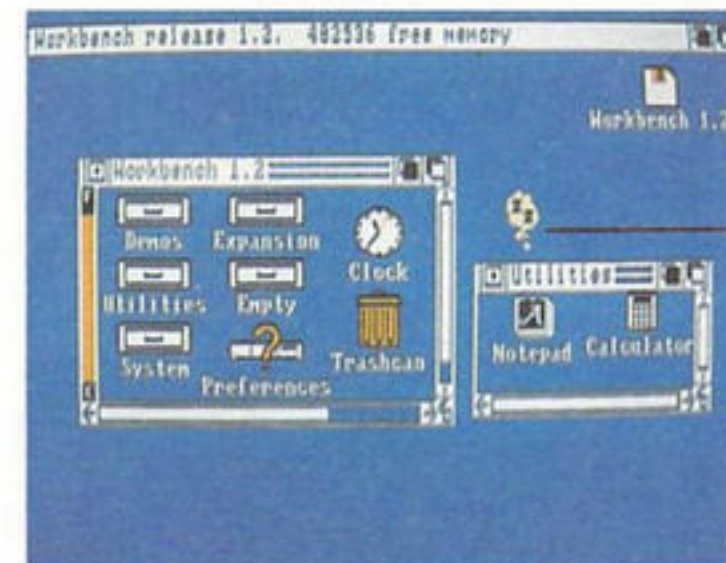 Workbench release 1.2. 482536 free memory
Workbench 1.2
Workbench 1.2
Demos Expansion
Clock
Utilities Empty
System
Preferences
Trashcan
zz
Utilities
Notepad Calculator